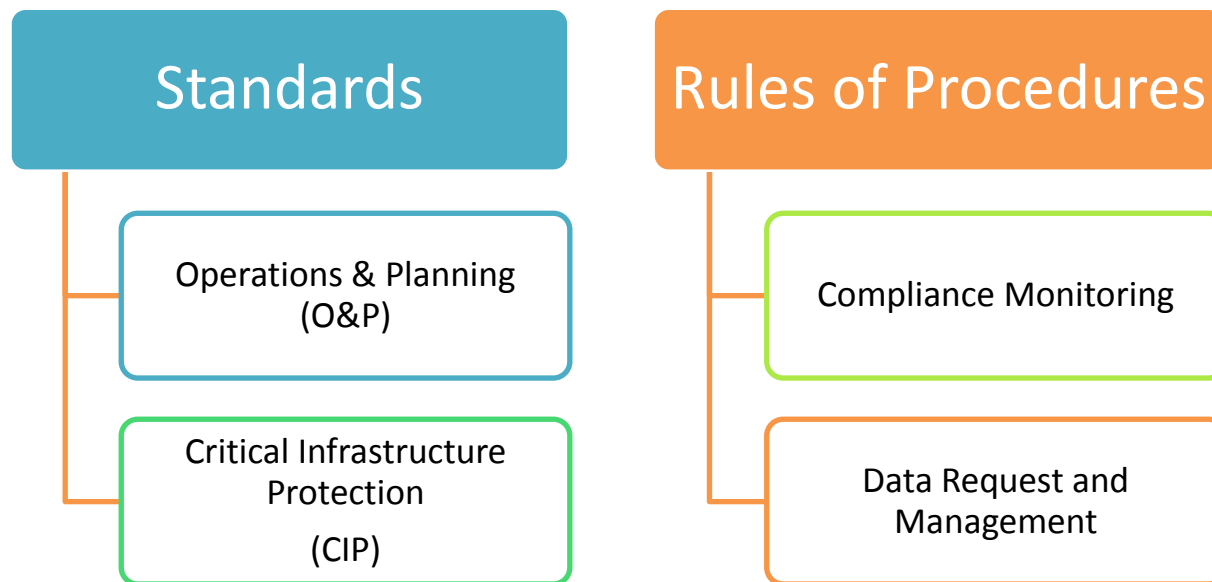 Standards
Operations & Planning
(O&P)
Critical Infrastructure
Protection
(CIP)
Rules of Procedures
Compliance Monitoring
Data Request and
Management